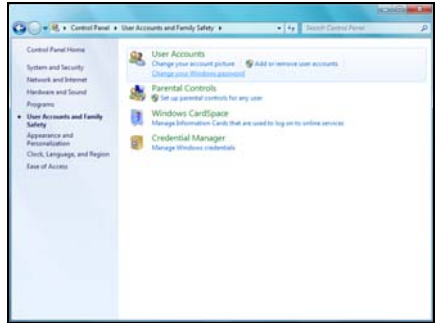 Control Panel ▸ User Accounts and Family Safety ▸
Search Control Panel
Control Panel Home
System and Security
Network and Internet
Hardware and Sound
Programs
User Accounts and Family
Safety
Appearance and
Personalization
Clock, Language, and Region
Ease of Access
User Accounts
Change your account picture
Add or remove user accounts
Change your Windows password
Parental Controls
Set up parental controls for any user
Windows CardSpace
Manage Information Cards that are used to log on to online services
Credential Manager
Manage Windows credentials